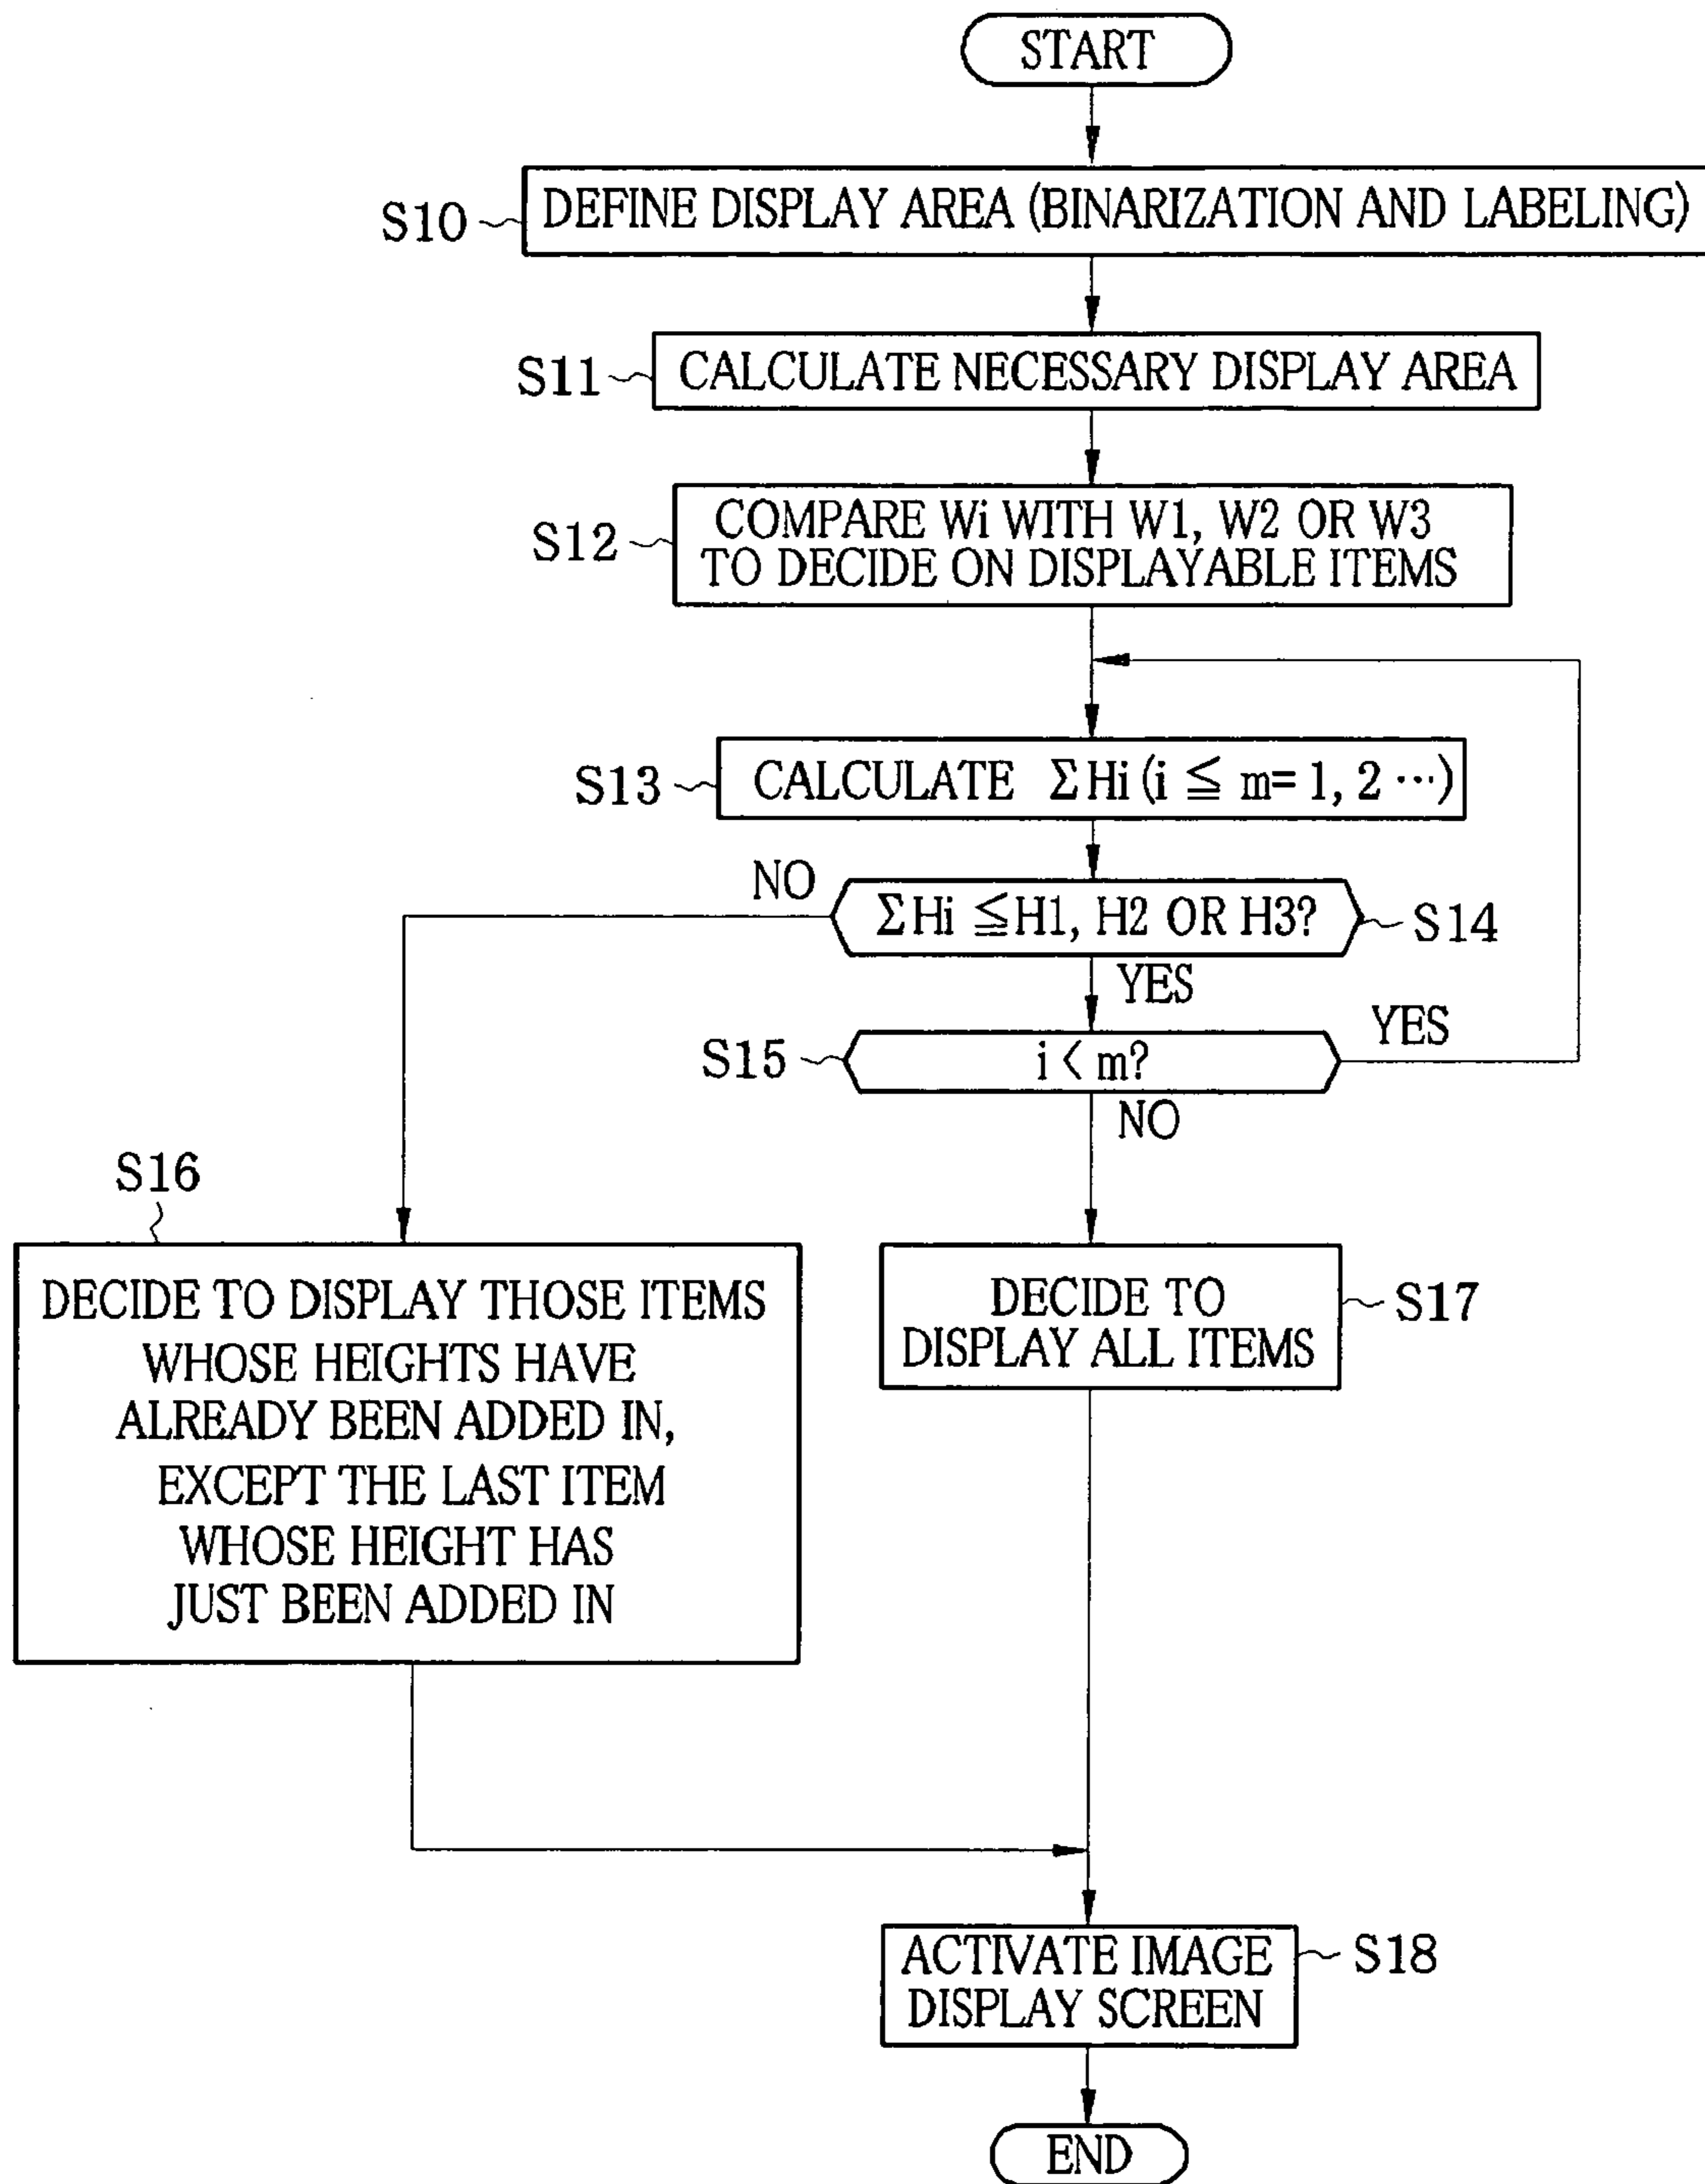 START
S10
DEFINE DISPLAY AREA (BINARIZATION AND LABELING)
S11
CALCULATE NECESSARY DISPLAY AREA
S12
COMPARE Wi WITH W1, W2 OR W3
TO DECIDE ON DISPLAYABLE ITEMS
S13
CALCULATE ΣHi (i ≦ m= 1, 2 ⋯)
NO
ΣHi ≦H1, H2 OR H3?
S14
YES
YES
S15
i < m?
NO
S16
DECIDE TO DISPLAY THOSE ITEMS
WHOSE HEIGHTS HAVE
ALREADY BEEN ADDED IN,
EXCEPT THE LAST ITEM
WHOSE HEIGHT HAS
JUST BEEN ADDED IN
DECIDE TO
DISPLAY ALL ITEMS
S17
ACTIVATE IMAGE
DISPLAY SCREEN
S18
END